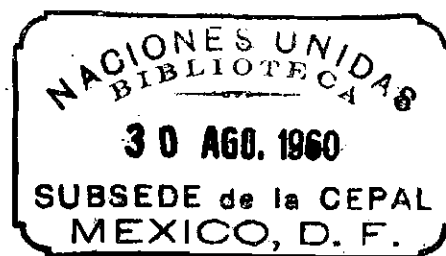 NACIONES UNIDAS
BIBLIOTECA
30 AGO. 1960
SUBSEDE de la CEPAL
MEXICO, D. F.